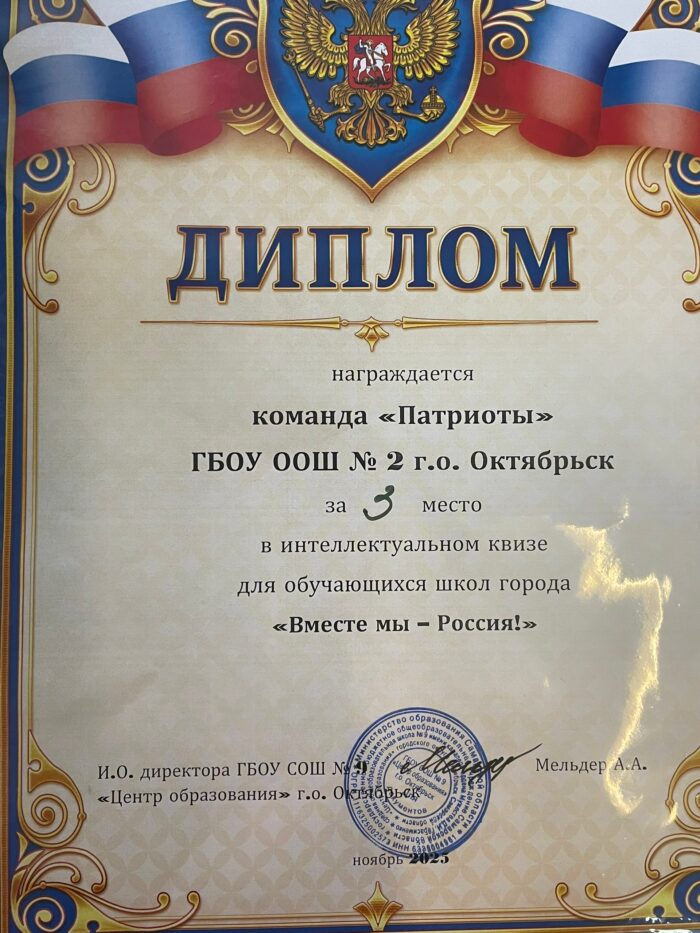 ДИПЛОМ
награждается
команда «Патриоты»
ГБОУ ООШ № 2 г.о. Октябрьск
за 3 место
в интеллектуальном квизе
для обучающихся школ города
«Вместе мы – Россия!»
И.О. директора ГБОУ СОШ № 9 Мельдер А.А.
«Центр образования» г.о. Октябрьск
ноябрь 2025